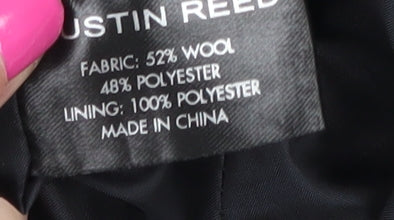 USTIN REED
FABRIC: 52% WOOL
48% POLYESTER
LINING: 100% POLYESTER
MADE IN CHINA